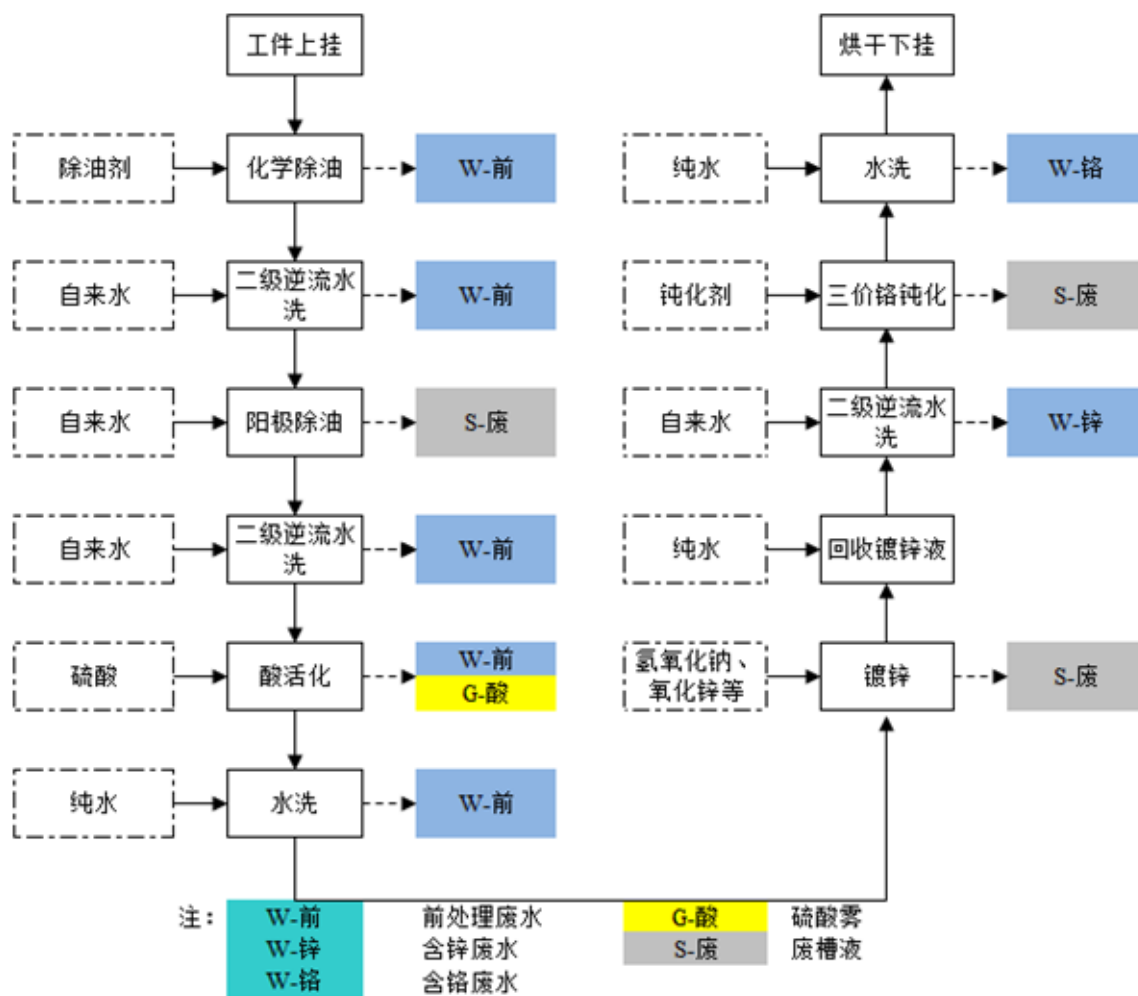 工件上挂
除油剂
化学除油
W-前
自来水
二级逆流水
洗
W-前
自来水
阳极除油
S-废
自来水
二级逆流水
洗
W-前
硫酸
酸活化
W-前
G-酸
纯水
水洗
W-前
烘干下挂
纯水
水洗
W-铬
钝化剂
三价铬钝化
S-废
自来水
二级逆流水
洗
W-锌
纯水
回收镀锌液
氢氧化钠、
氧化锌等
镀锌
S-废
注：
W-前
前处理废水
G-酸
硫酸雾
W-锌
含锌废水
S-废
废槽液
W-铬
含铬废水